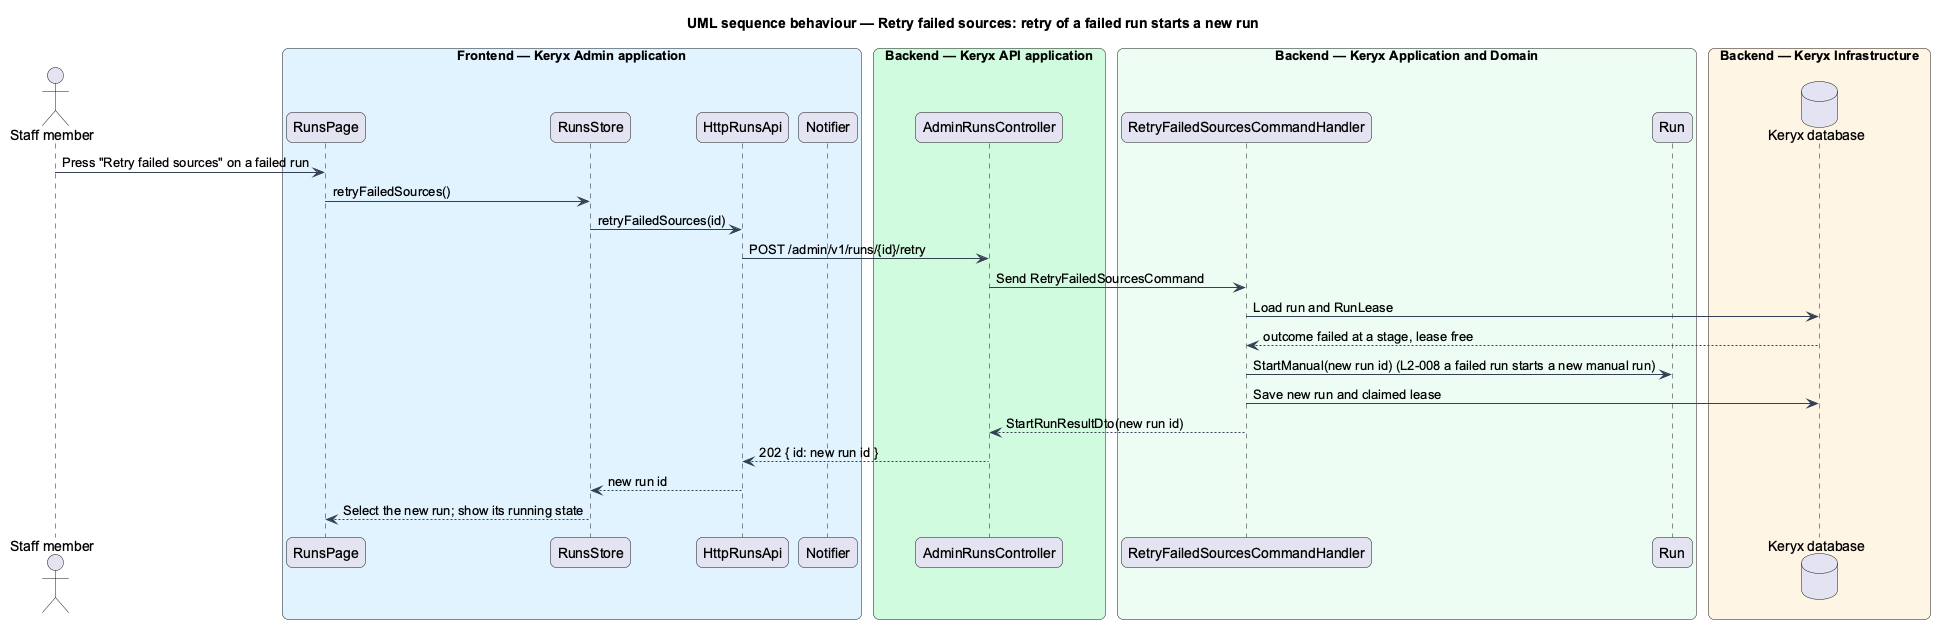 UML sequence behaviour — Retry failed sources: retry of a failed run starts a new run
Frontend — Keryx Admin application
Backend — Keryx API application
Backend — Keryx Application and Domain
Backend — Keryx Infrastructure
Staff member
RunsPage
RunsStore
HttpRunsApi
Notifier
AdminRunsController
RetryFailedSourcesCommandHandler
Run
Keryx database
Press "Retry failed sources" on a failed run
retryFailedSources()
retryFailedSources(id)
POST /admin/v1/runs/{id}/retry
Send RetryFailedSourcesCommand
Load run and RunLease
outcome failed at a stage, lease free
StartManual(new run id) (L2-008 a failed run starts a new manual run)
Save new run and claimed lease
StartRunResultDto(new run id)
202 { id: new run id }
new run id
Select the new run; show its running state
Staff member
RunsPage
RunsStore
HttpRunsApi
Notifier
AdminRunsController
RetryFailedSourcesCommandHandler
Run
Keryx database